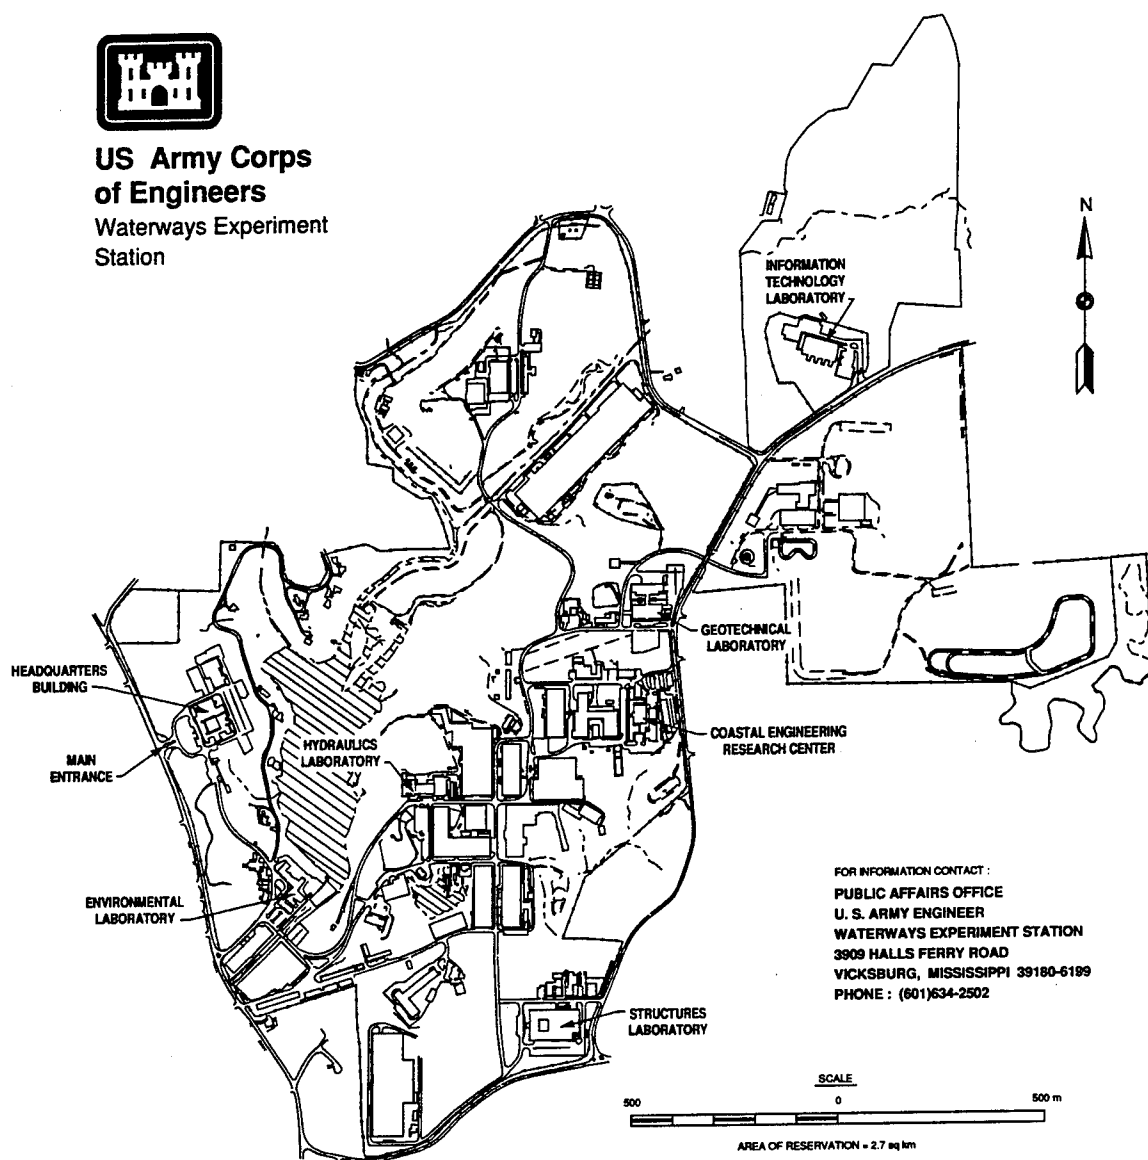 US Army Corps
of Engineers
Waterways Experiment
Station
N
INFORMATION
TECHNOLOGY
LABORATORY
GEOTECHNICAL
LABORATORY
HEADQUARTERS
BUILDING
MAIN
ENTRANCE
HYDRAULICS
LABORATORY
COASTAL ENGINEERING
RESEARCH CENTER
ENVIRONMENTAL
LABORATORY
STRUCTURES
LABORATORY
FOR INFORMATION CONTACT :
PUBLIC AFFAIRS OFFICE
U. S. ARMY ENGINEER
WATERWAYS EXPERIMENT STATION
3909 HALLS FERRY ROAD
VICKSBURG, MISSISSIPPI 39180-6199
PHONE : (601)634-2502
SCALE
500 0 500 m
AREA OF RESERVATION = 2.7 sq km